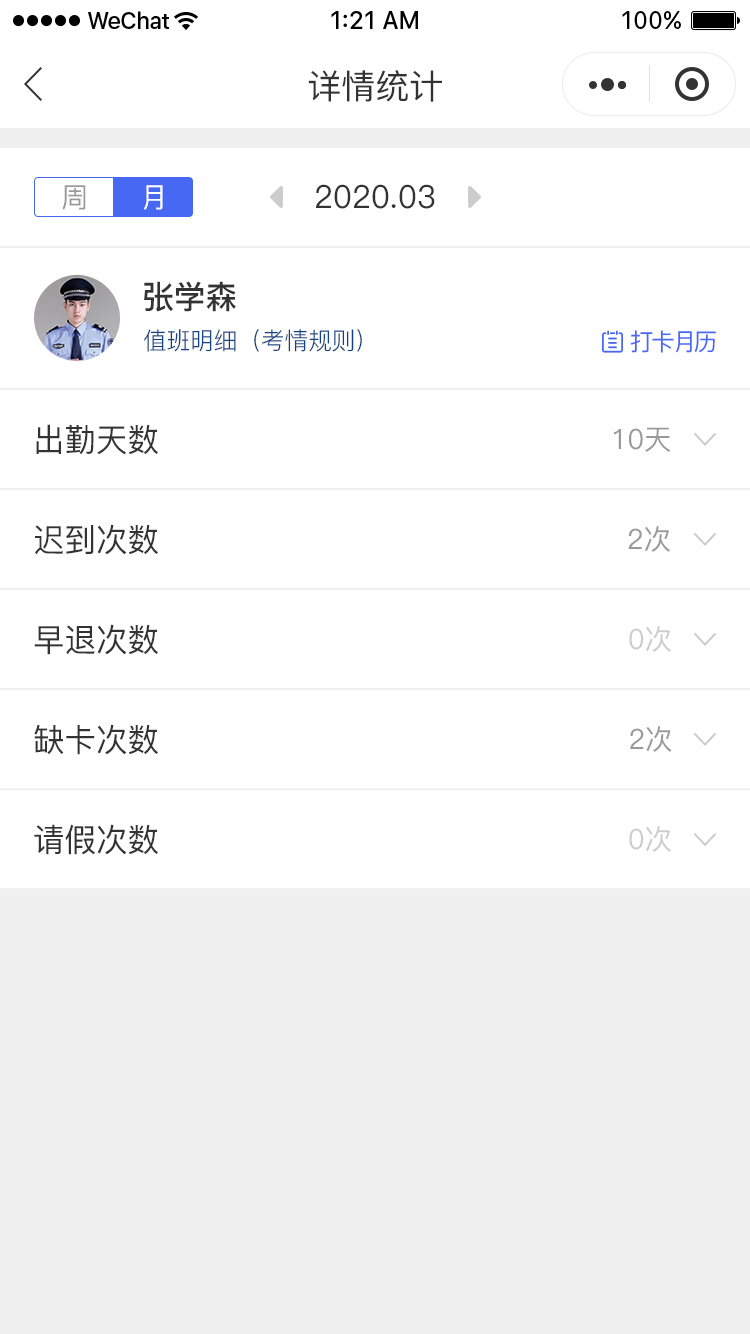 WeChat 1:21 AM 100%
详情统计
周 月 2020.03
张学森
值班明细（考情规则）
打卡月历
出勤天数 10天
迟到次数 2次
早退次数 0次
缺卡次数 2次
请假次数 0次